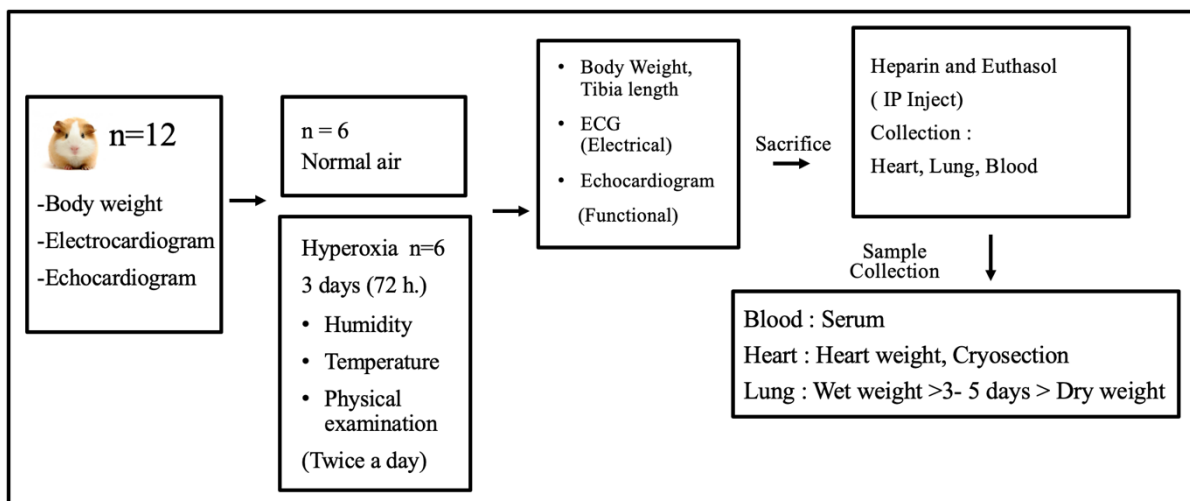 n=12
-Body weight
-Electrocardiogram
-Echocardiogram
n = 6
Normal air
Hyperoxia n=6
3 days (72 h.)
• Humidity
• Temperature
• Physical
examination
(Twice a day)
• Body Weight,
Tibia length
• ECG
(Electrical)
• Echocardiogram
(Functional)
Sacrifice
Heparin and Euthasol
( IP Inject)
Collection :
Heart, Lung, Blood
Sample
Collection
Blood : Serum
Heart : Heart weight, Cryosection
Lung : Wet weight >3- 5 days > Dry weight